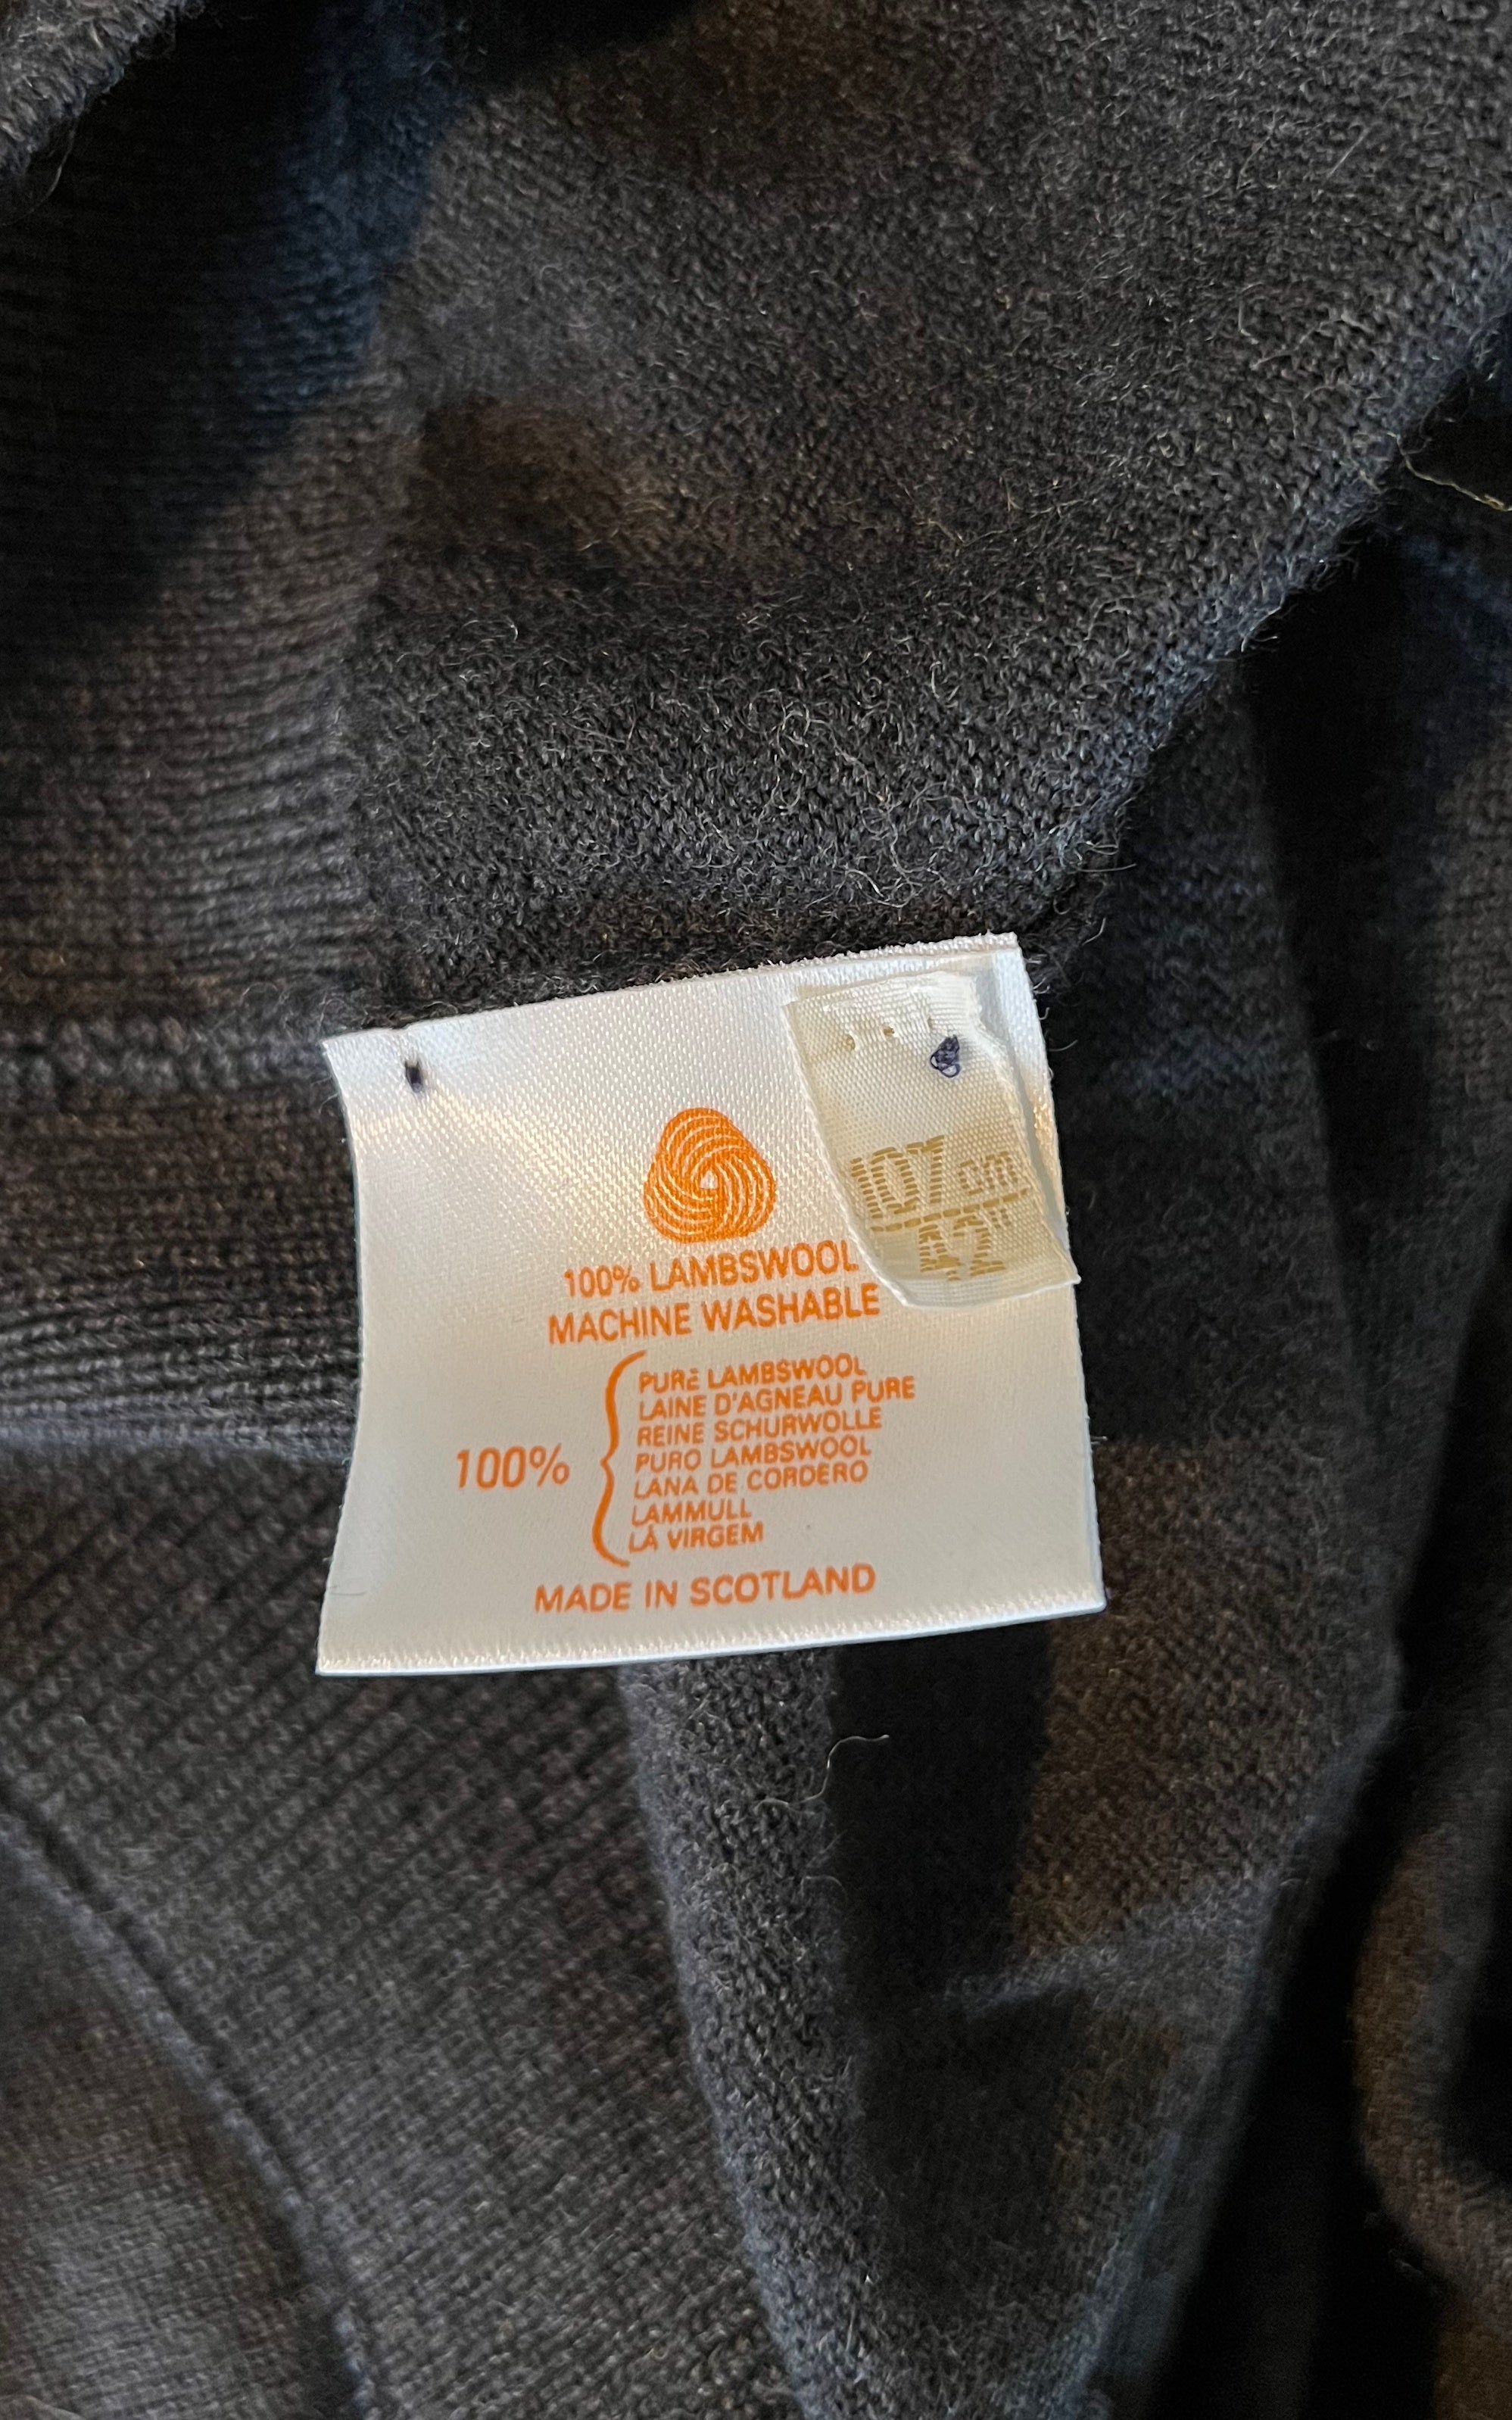 107 cm
42"
100% LAMBSWOOL
MACHINE WASHABLE
100%
PURE LAMBSWOOL
LAINE D'AGNEAU PURE
REINE SCHURWOLLE
PURO LAMBSWOOL
LANA DE CORDERO
LAMMULL
LÃ VIRGEM
MADE IN SCOTLAND